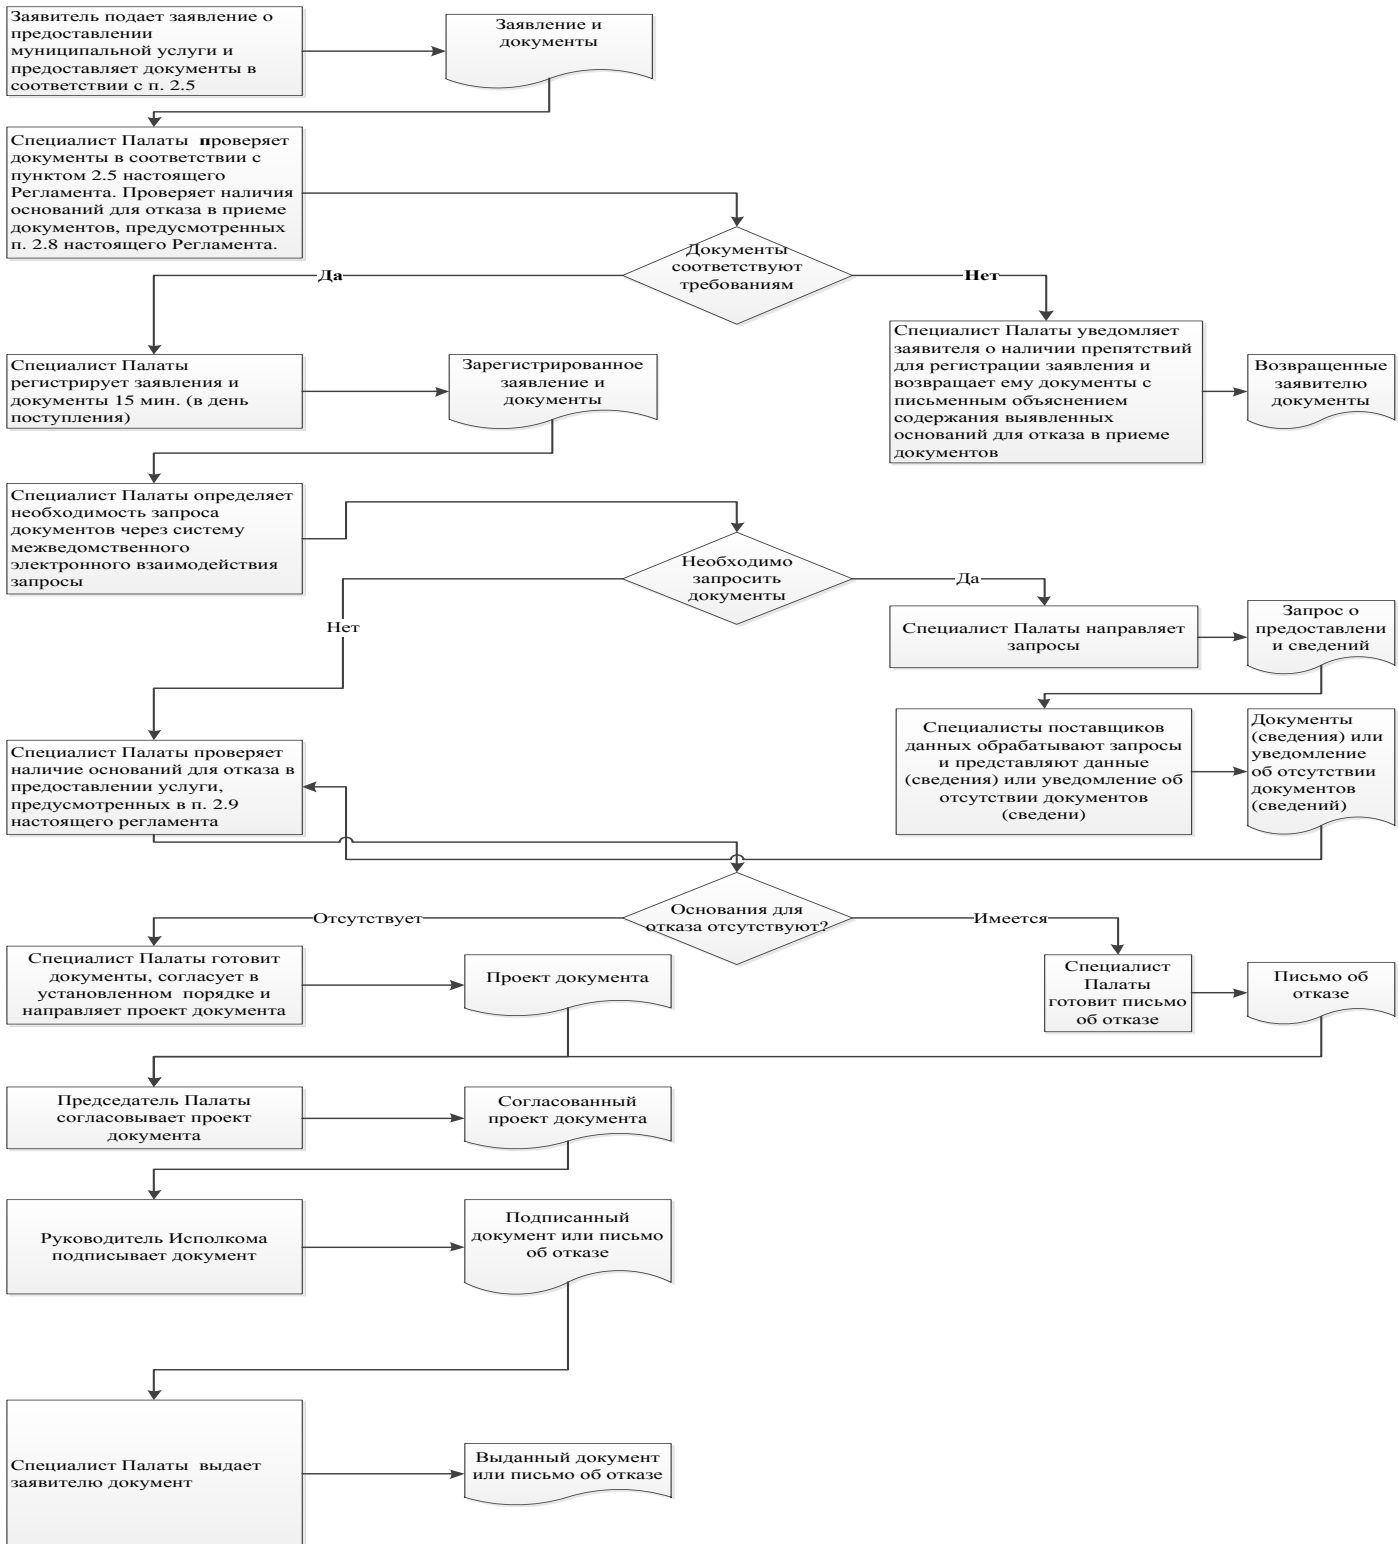 Заявитель подает заявление о
предоставлении
муниципальной услуги и
предоставляет документы в
соответствии с п. 2.5
Заявление и
документы
Специалист Палаты проверяет
документы в соответствии с
пунктом 2.5 настоящего
Регламента. Проверяет наличия
оснований для отказа в приеме
документов, предусмотренных
п. 2.8 настоящего Регламента.
Документы
соответствуют
требованиям
Да
Нет
Специалист Палаты
регистрирует заявления и
документы 15 мин. (в день
поступления)
Зарегистрированное
заявление и
документы
Специалист Палаты уведомляет
заявителя о наличии препятствий
для регистрации заявления и
возвращает ему документы с
письменным объяснением
содержания выявленных
оснований для отказа в приеме
документов
Возвращенные
заявителю
документы
Специалист Палаты определяет
необходимость запроса
документов через систему
межведомственного
электронного взаимодействия
запросы
Необходимо
запросить
документы
Да
Нет
Специалист Палаты направляет
запросы
Запрос о
предоставлени
и сведений
Специалисты поставщиков
данных обрабатывают запросы
и представляют данные
(сведения) или уведомление об
отсутствии документов
(сведени)
Документы
(сведения) или
уведомление
об отсутствии
документов
(сведений)
Специалист Палаты проверяет
наличие оснований для отказа в
предоставлении услуги,
предусмотренных в п. 2.9
настоящего регламента
Основания для
отказа отсутствуют?
Отсутствует
Имеется
Специалист Палаты готовит
документы, согласует в
установленном порядке и
направляет проект документа
Проект документа
Специалист
Палаты
готовит письмо
об отказе
Письмо об
отказе
Председатель Палаты
согласовывает проект
документа
Согласованный
проект документа
Руководитель Исполкома
подписывает документ
Подписанный
документ или письмо
об отказе
Специалист Палаты выдает
заявителю документ
Выданный документ
или письмо об отказе